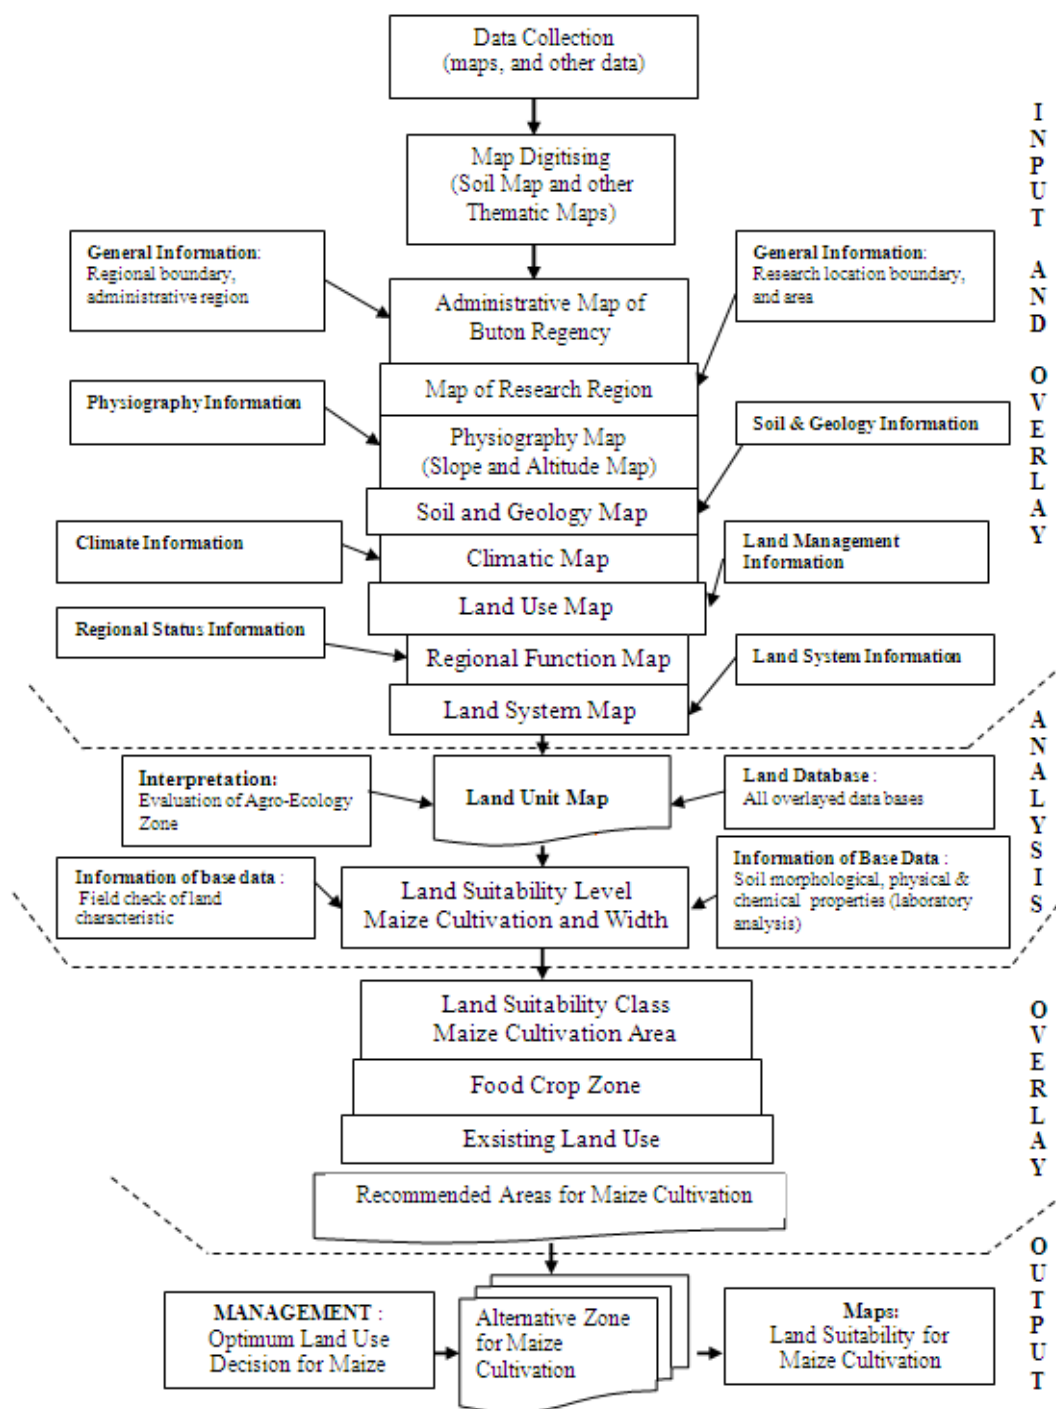 Data Collection
(maps, and other data)
Map Digitising
(Soil Map and other
Thematic Maps)
General Information:
Regional boundary,
administrative region
General Information:
Research location boundary,
and area
Administrative Map of
Buton Regency
Map of Research Region
Physiography Information
Physiography Map
(Slope and Altitude Map)
Soil & Geology Information
Soil and Geology Map
Climate Information
Climatic Map
Land Management
Information
Land Use Map
Regional Status Information
Regional Function Map
Land System Information
Land System Map
INPUT AND OVERLAY
Interpretation:
Evaluation of Agro-Ecology
Zone
Land Unit Map
Land Database :
All overlayed data bases
Information of base data :
Field check of land
characteristic
Land Suitability Level
Maize Cultivation and Width
Information of Base Data :
Soil morphological, physical &
chemical properties (laboratory
analysis)
ANALYSIS
Land Suitability Class
Maize Cultivation Area
Food Crop Zone
Exsisting Land Use
Recommended Areas for Maize Cultivation
OVERLAY
MANAGEMENT :
Optimum Land Use
Decision for Maize
Alternative Zone
for Maize
Cultivation
Maps:
Land Suitability for
Maize Cultivation
OUTPUT